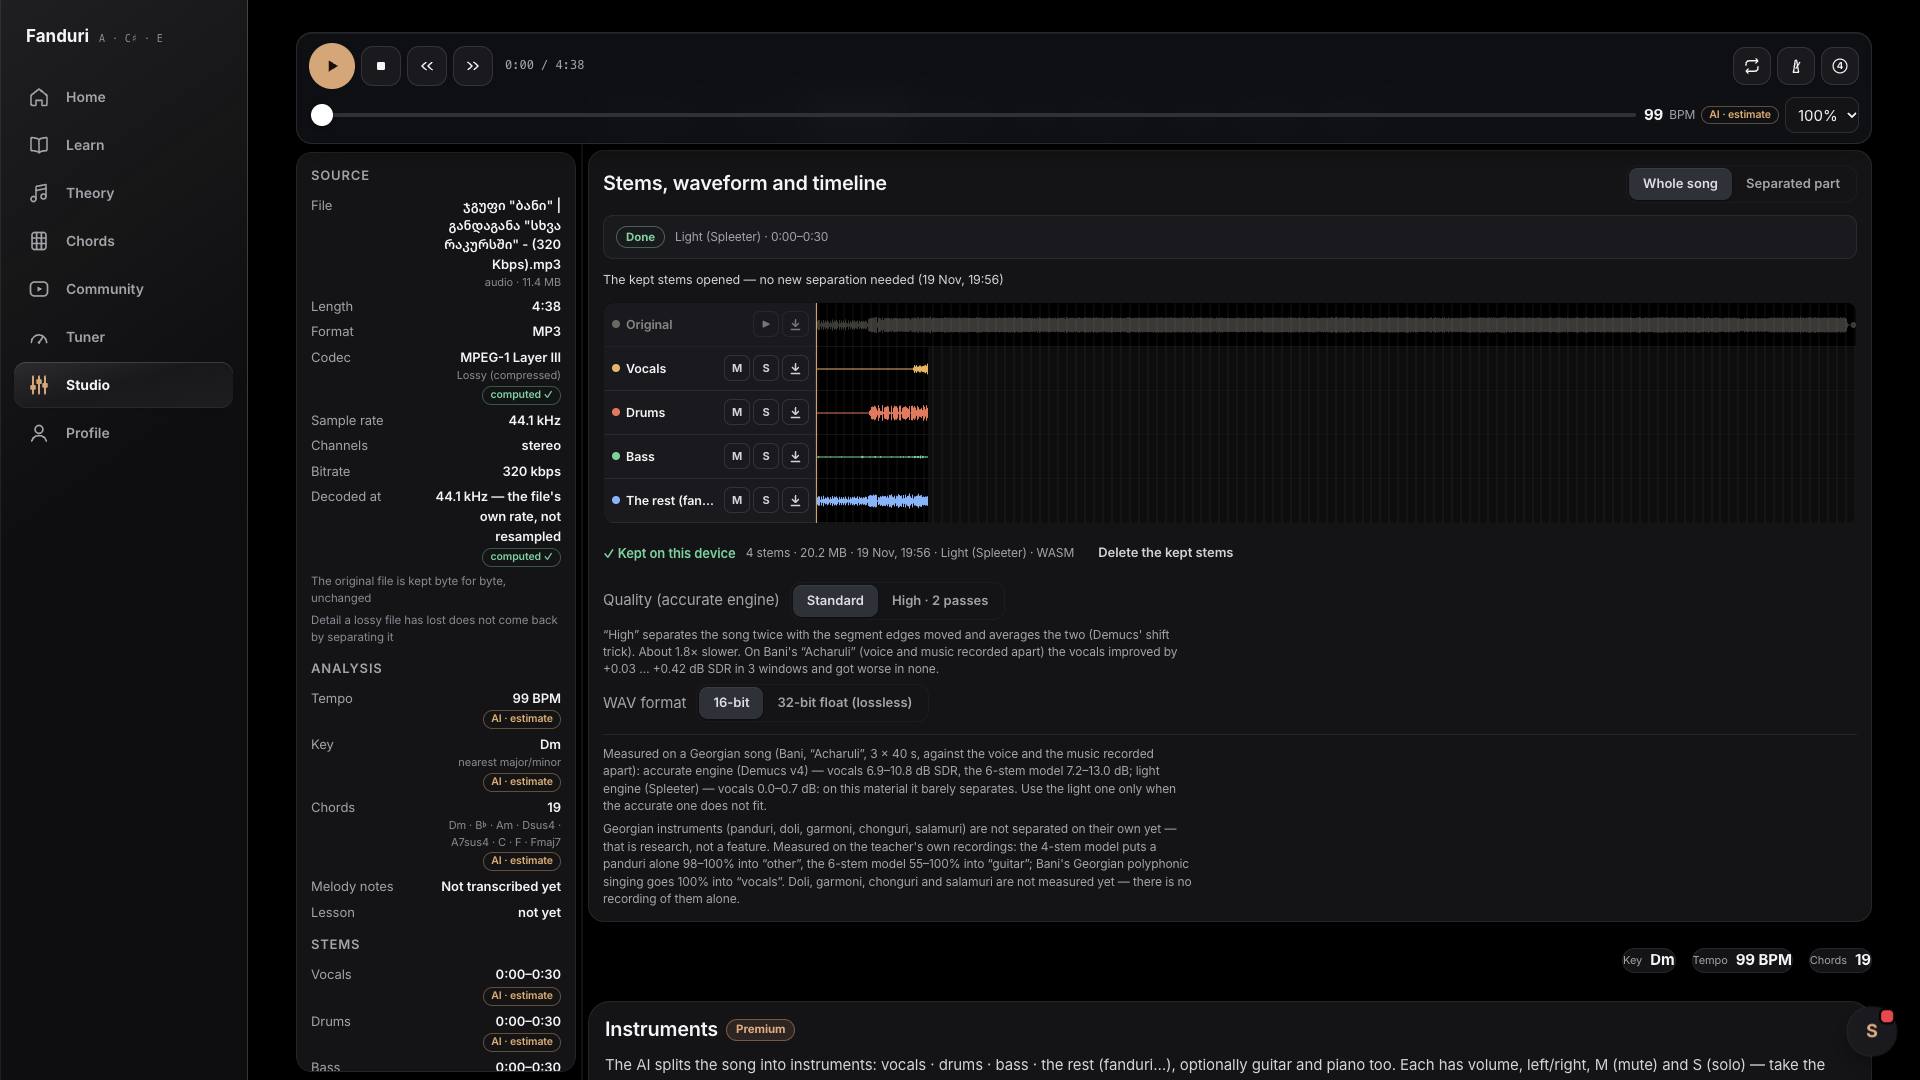 Fanduri A · C♯ · E
Home
Learn
Theory
Chords
Community
Tuner
Studio
Profile
0:00 / 4:38
4
99 BPM AI · estimate 100%
SOURCE
File
ჯგუფი "ბანი" |
განდაგანა "სხვა
რაკურსში" - (320
Kbps).mp3
audio · 11.4 MB
Length 4:38
Format MP3
Codec MPEG-1 Layer III
Lossy (compressed)
computed ✓
Sample rate 44.1 kHz
Channels stereo
Bitrate 320 kbps
Decoded at 44.1 kHz — the file's
own rate, not
resampled
computed ✓
The original file is kept byte for byte,
unchanged
Detail a lossy file has lost does not come back
by separating it
ANALYSIS
Tempo 99 BPM
AI · estimate
Key Dm
nearest major/minor
AI · estimate
Chords 19
Dm · B♭ · Am · Dsus4 ·
A7sus4 · C · F · Fmaj7
AI · estimate
Melody notes Not transcribed yet
Lesson not yet
STEMS
Vocals 0:00–0:30
AI · estimate
Drums 0:00–0:30
AI · estimate
Bass 0:00–0:30
Stems, waveform and timeline
Whole song Separated part
Done Light (Spleeter) · 0:00–0:30
The kept stems opened — no new separation needed (19 Nov, 19:56)
Original
Vocals M S
Drums M S
Bass M S
The rest (fan... M S
✓ Kept on this device 4 stems · 20.2 MB · 19 Nov, 19:56 · Light (Spleeter) · WASM Delete the kept stems
Quality (accurate engine) Standard High · 2 passes
“High” separates the song twice with the segment edges moved and averages the two (Demucs' shift
trick). About 1.8× slower. On Bani's “Acharuli” (voice and music recorded apart) the vocals improved by
+0.03 … +0.42 dB SDR in 3 windows and got worse in none.
WAV format 16-bit 32-bit float (lossless)
Measured on a Georgian song (Bani, “Acharuli”, 3 × 40 s, against the voice and the music recorded
apart): accurate engine (Demucs v4) — vocals 6.9–10.8 dB SDR, the 6-stem model 7.2–13.0 dB; light
engine (Spleeter) — vocals 0.0–0.7 dB: on this material it barely separates. Use the light one only when
the accurate one does not fit.
Georgian instruments (panduri, doli, garmoni, chonguri, salamuri) are not separated on their own yet —
that is research, not a feature. Measured on the teacher's own recordings: the 4-stem model puts a
panduri alone 98–100% into “other”, the 6-stem model 55–100% into “guitar”; Bani's Georgian polyphonic
singing goes 100% into “vocals”. Doli, garmoni, chonguri and salamuri are not measured yet — there is no
recording of them alone.
Key Dm Tempo 99 BPM Chords 19
Instruments Premium
The AI splits the song into instruments: vocals · drums · bass · the rest (fanduri…), optionally guitar and piano too. Each has volume, left/right, M (mute) and S (solo) — take the
S